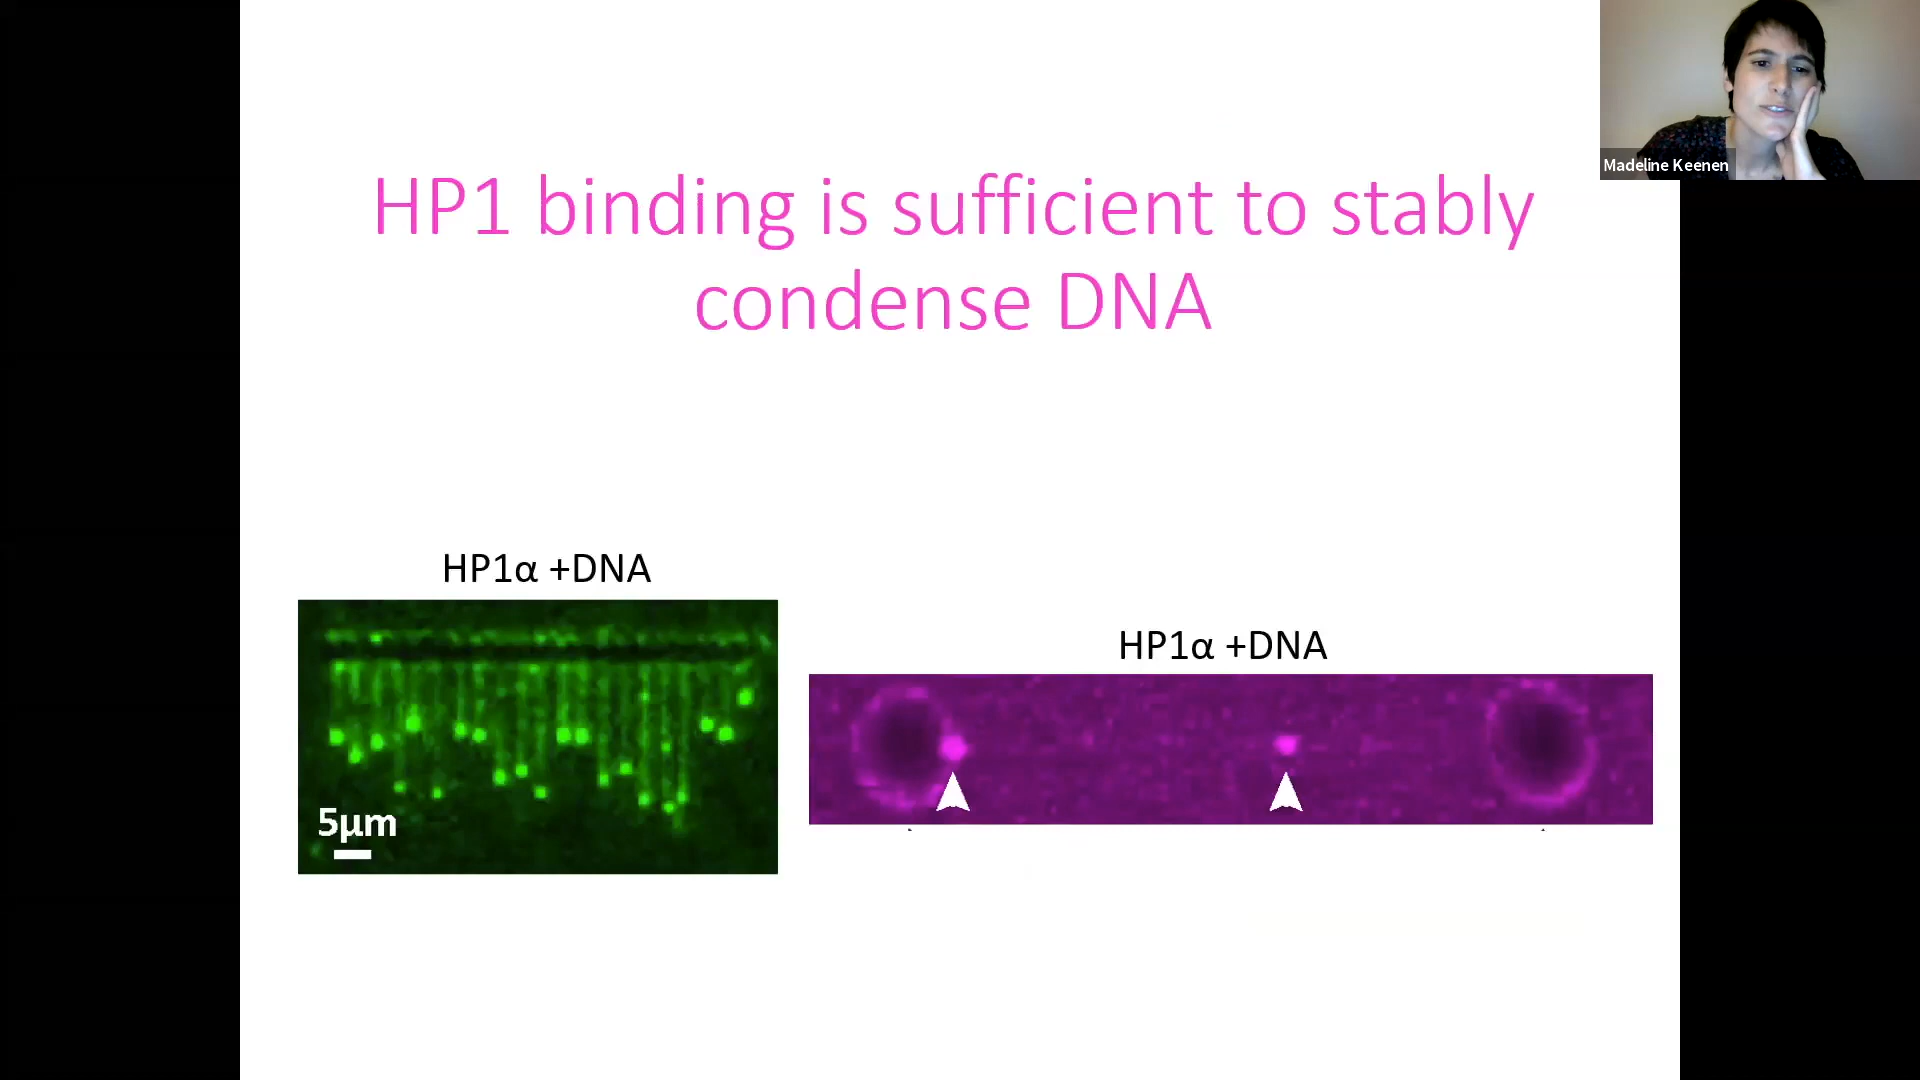 Madeline Keenen
HP1 binding is sufficient to stably
condense DNA
HP1α +DNA
HP1α +DNA
5μm